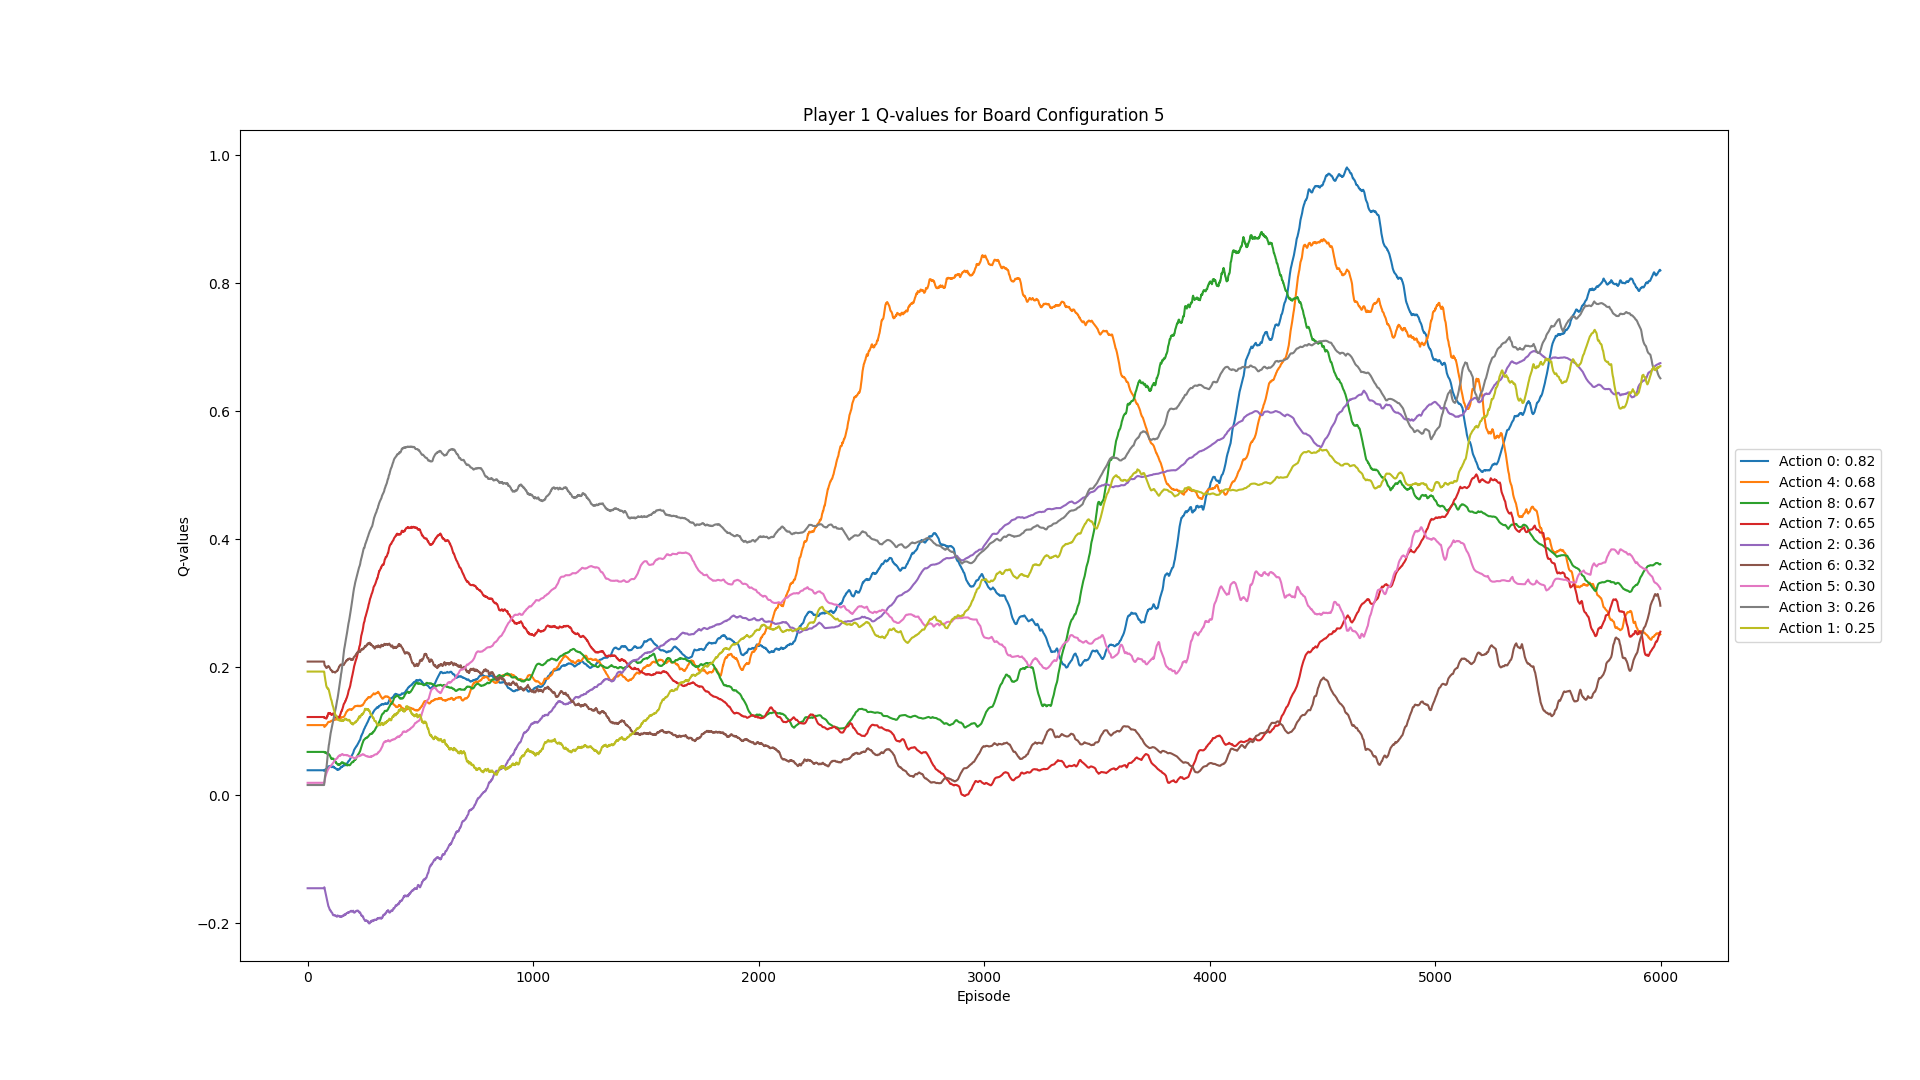 Player 1 Q-values for Board Configuration 5
1.0
0.8
0.6
0.4
0.2
0.0
−0.2
Q-values
0
1000
2000
3000
4000
5000
6000
Episode
Action 0: 0.82
Action 4: 0.68
Action 8: 0.67
Action 7: 0.65
Action 2: 0.36
Action 6: 0.32
Action 5: 0.30
Action 3: 0.26
Action 1: 0.25